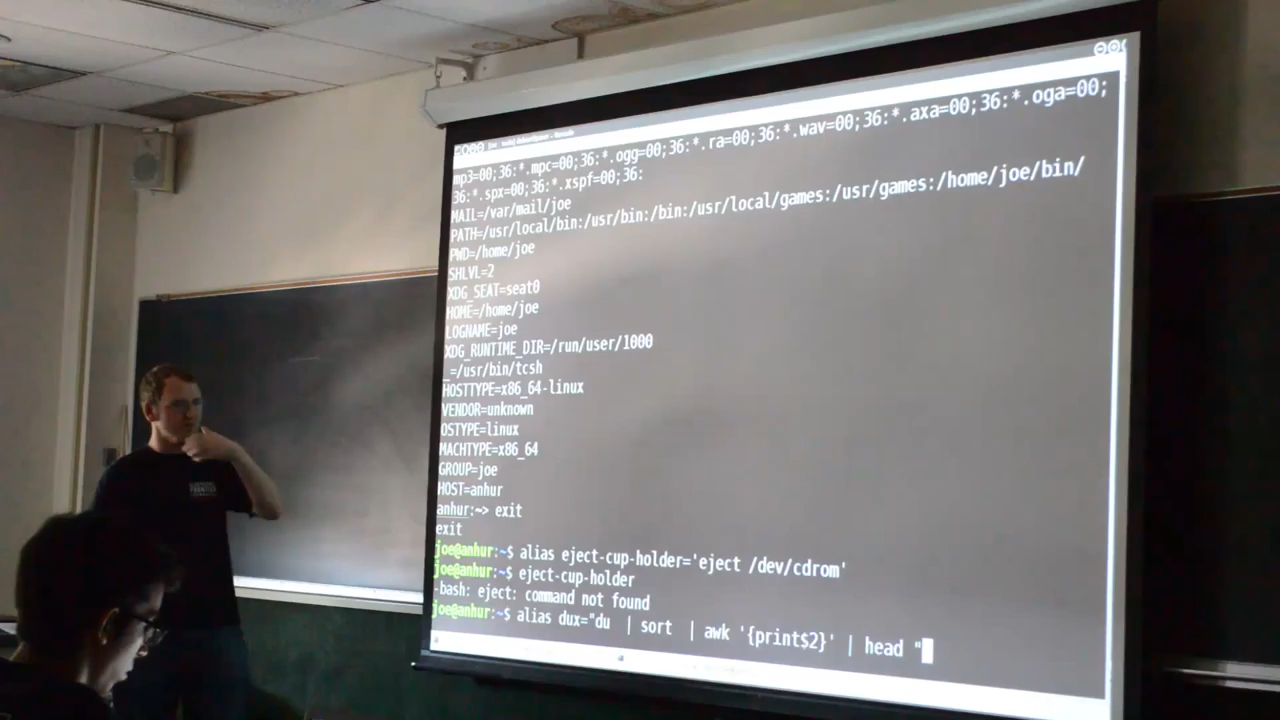 mp3=00;36:*.mpc=00;36:*.ogg=00;36:*.ra=00;36:*.wav=00;36:*.axa=00;36:*.oga=00;
36:*.spx=00;36:*.xspf=00;36:
MAIL=/var/mail/joe
PATH=/usr/local/bin:/usr/bin:/bin:/usr/local/games:/usr/games:/home/joe/bin/
PWD=/home/joe
SHLVL=2
XDG_SEAT=seat0
HOME=/home/joe
LOGNAME=joe
XDG_RUNTIME_DIR=/run/user/1000
_=/usr/bin/tcsh
HOSTTYPE=x86_64-linux
VENDOR=unknown
OSTYPE=linux
MACHTYPE=x86_64
GROUP=joe
HOST=anhur
anhur:~> exit
exit
joe@anhur:~$ alias eject-cup-holder='eject /dev/cdrom'
joe@anhur:~$ eject-cup-holder
-bash: eject: command not found
joe@anhur:~$ alias dux="du  | sort  | awk '{print$2}' | head "